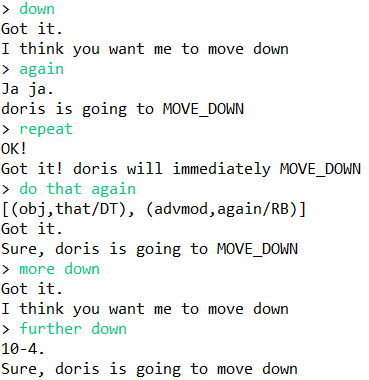 > down
Got it.
I think you want me to move down
> again
Ja ja.
doris is going to MOVE_DOWN
> repeat
OK!
Got it! doris will immediately MOVE_DOWN
> do that again
[(obj,that/DT), (advmod,again/RB)]
Got it.
Sure, doris is going to MOVE_DOWN
> more down
Got it.
I think you want me to move down
> further down
10-4.
Sure, doris is going to move down